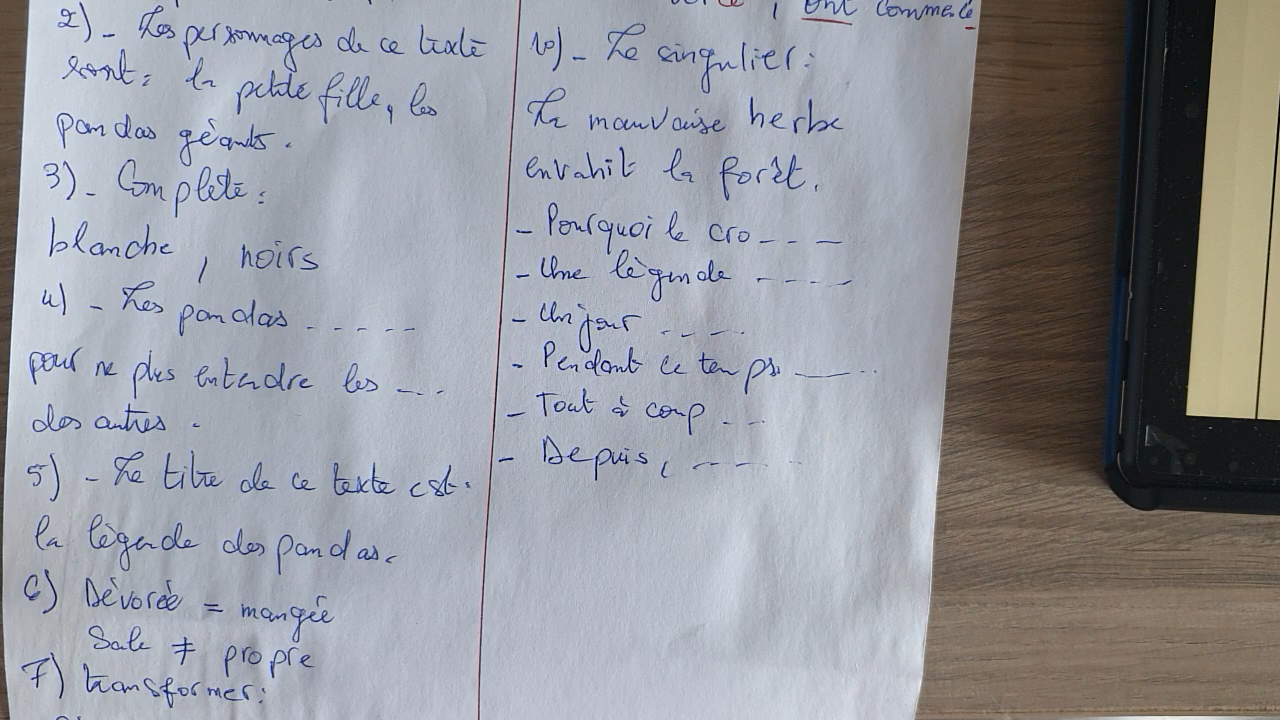 2) - Les personnages de ce texte
sont: la petite fille, les
pandas géants.
3) - Complète:
blanche, noirs
4) - Les pandas - - - - -
pour ne plus entendre les - - -
des autres.
5) - Le titre de ce texte est:
la légende des pandas.
6) Dévorée = mangée
Sale ≠ propre
7) transformer:
, ont commencé
10) - Le singulier:
La mauvaise herbe
envahit la forêt.
- Pourquoi le cro - - -
- Une légende - - - -
- Un jour - - - -
- Pendant ce temps - - -
- Tout à coup - -
- Depuis, - - - -